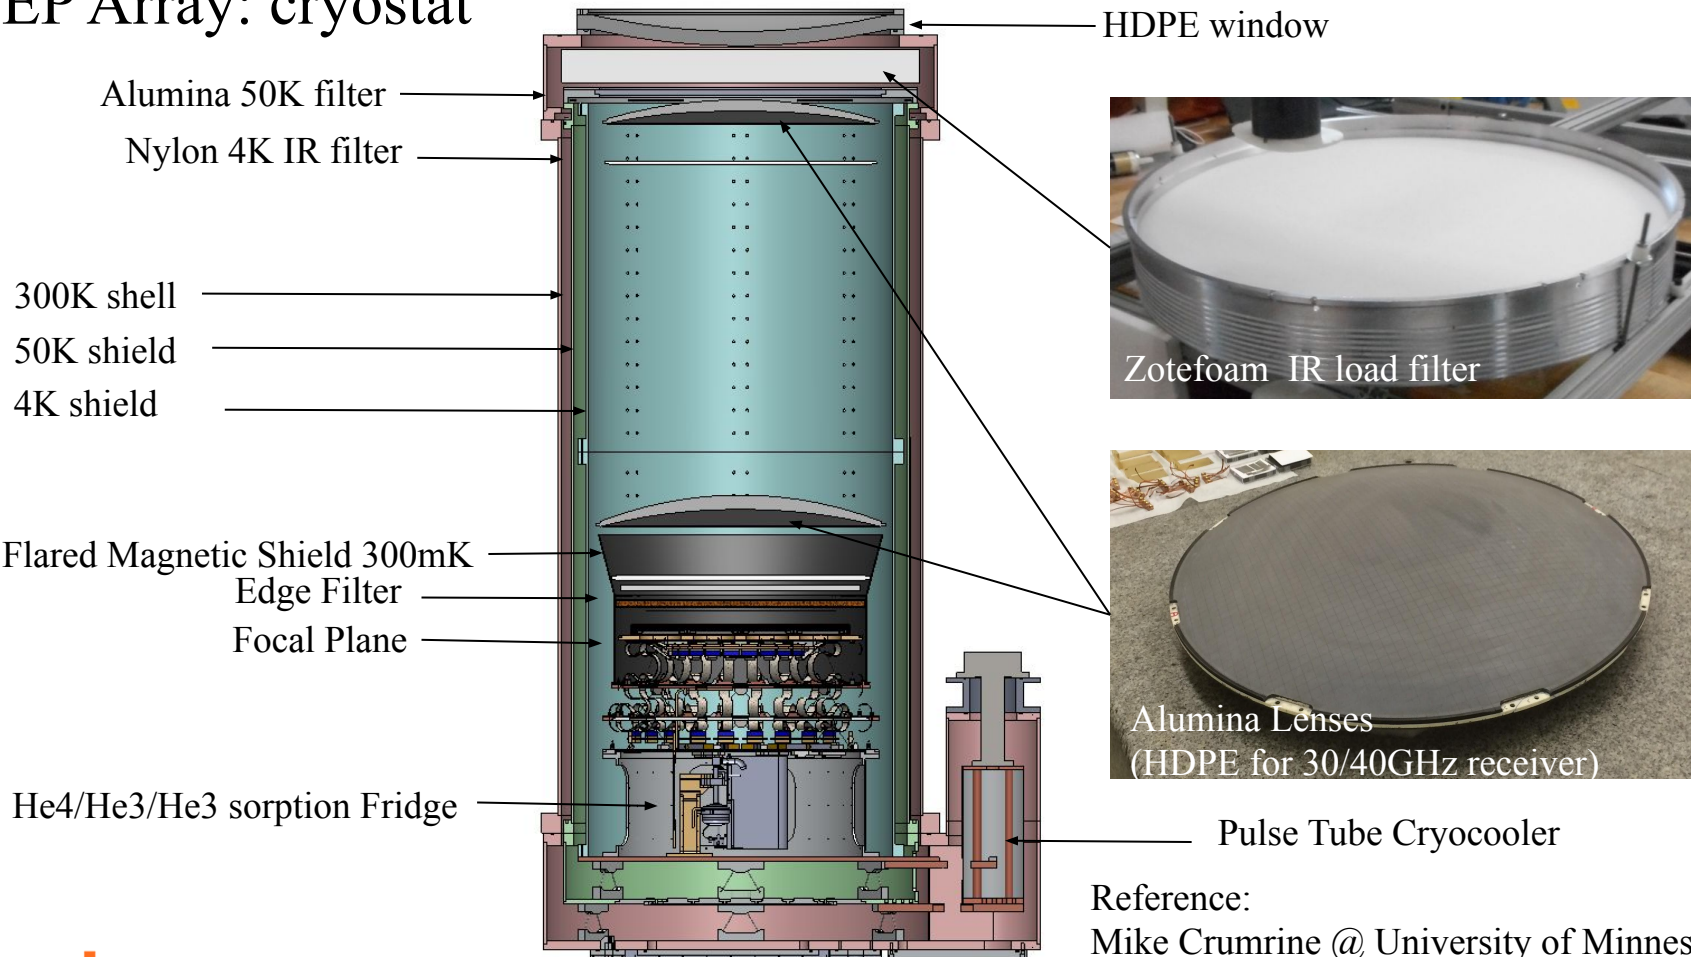 EP Array: cryostat
HDPE window
Alumina 50K filter
Nylon 4K IR filter
300K shell
50K shield
4K shield
Zotefoam IR load filter
Flared Magnetic Shield 300mK
Edge Filter
Focal Plane
Alumina Lenses
(HDPE for 30/40GHz receiver)
He4/He3/He3 sorption Fridge
Pulse Tube Cryocooler
Reference:
Mike Crumrine @ University of Minnes